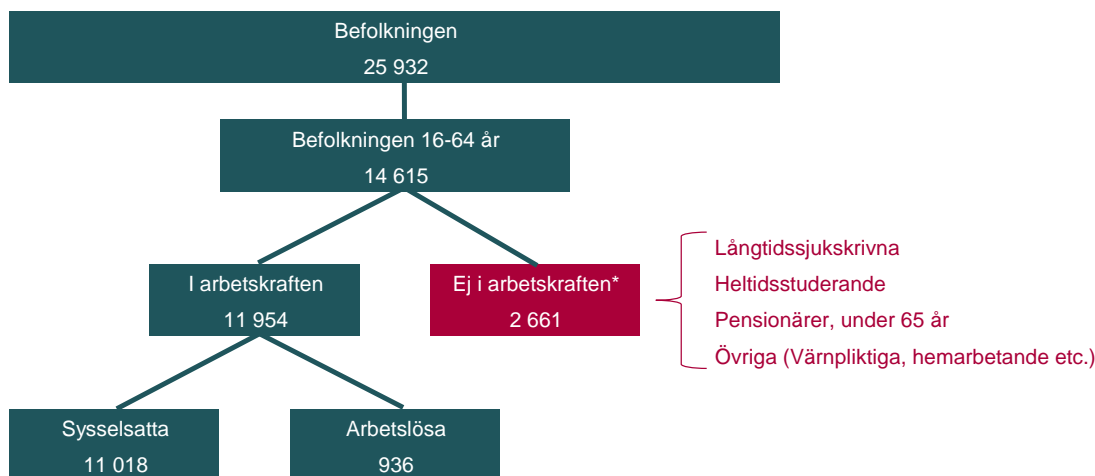 Befolkningen
25 932
Befolkningen 16-64 år
14 615
I arbetskraften
11 954
Ej i arbetskraften*
2 661
Långtidssjukskrivna
Heltidsstuderande
Pensionärer, under 65 år
Övriga (Värnpliktiga, hemarbetande etc.)
Sysselsatta
11 018
Arbetslösa
936